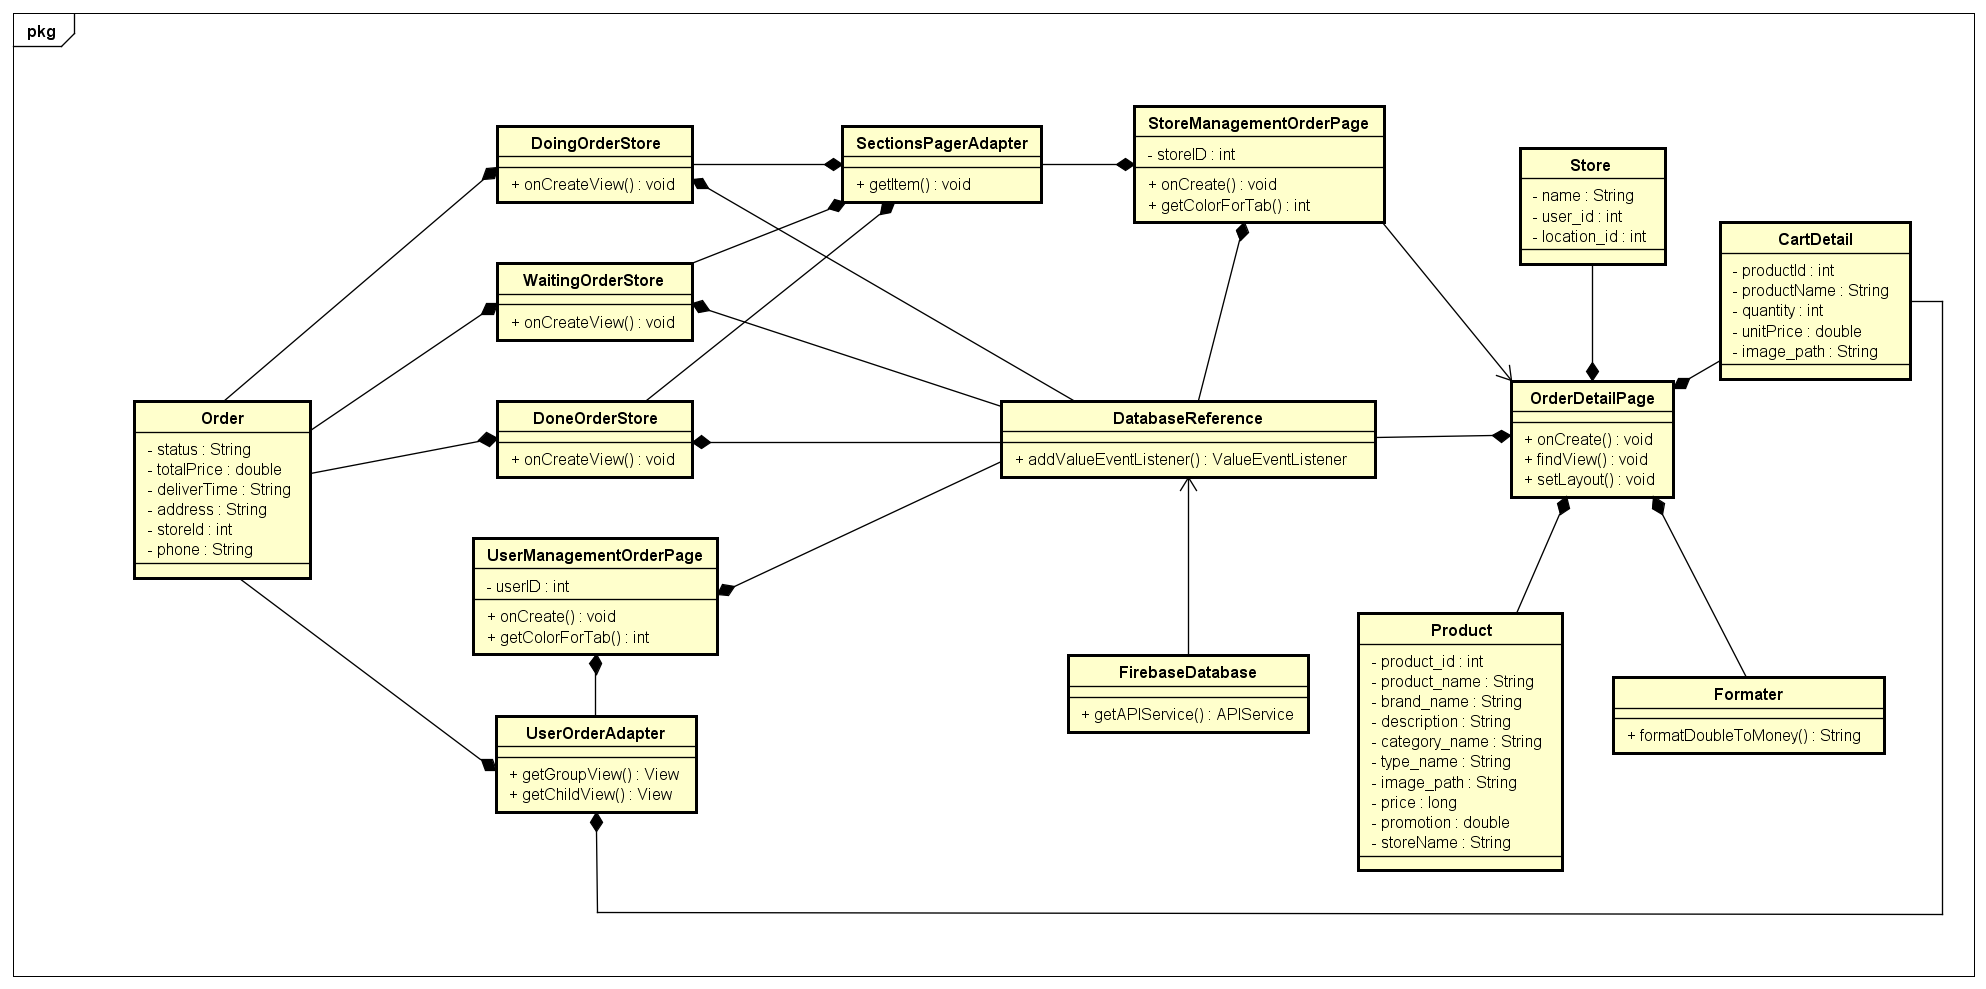 pkg
DoingOrderStore
+ onCreateView() : void
SectionsPagerAdapter
+ getItem() : void
StoreManagementOrderPage
- storeID : int
+ onCreate() : void
+ getColorForTab() : int
Store
- name : String
- user_id : int
- location_id : int
CartDetail
- productId : int
- productName : String
- quantity : int
- unitPrice : double
- image_path : String
WaitingOrderStore
+ onCreateView() : void
Order
- status : String
- totalPrice : double
- deliverTime : String
- address : String
- storeId : int
- phone : String
DoneOrderStore
+ onCreateView() : void
DatabaseReference
+ addValueEventListener() : ValueEventListener
OrderDetailPage
+ onCreate() : void
+ findView() : void
+ setLayout() : void
UserManagementOrderPage
- userID : int
+ onCreate() : void
+ getColorForTab() : int
FirebaseDatabase
+ getAPIService() : APIService
Product
- product_id : int
- product_name : String
- brand_name : String
- description : String
- category_name : String
- type_name : String
- image_path : String
- price : long
- promotion : double
- storeName : String
Formater
+ formatDoubleToMoney() : String
UserOrderAdapter
+ getGroupView() : View
+ getChildView() : View